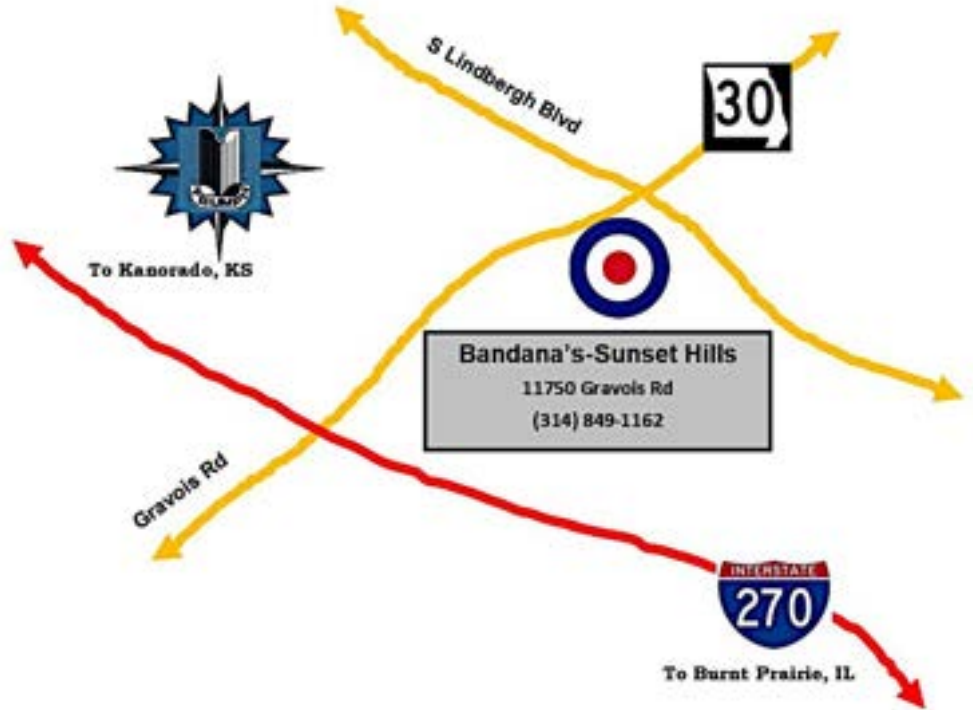 S Lindbergh Blvd
30
TRIUMPH
To Kanorado, KS
Bandana's-Sunset Hills
11750 Gravois Rd
(314) 849-1162
Gravois Rd
INTERSTATE
270
To Burnt Prairie, IL